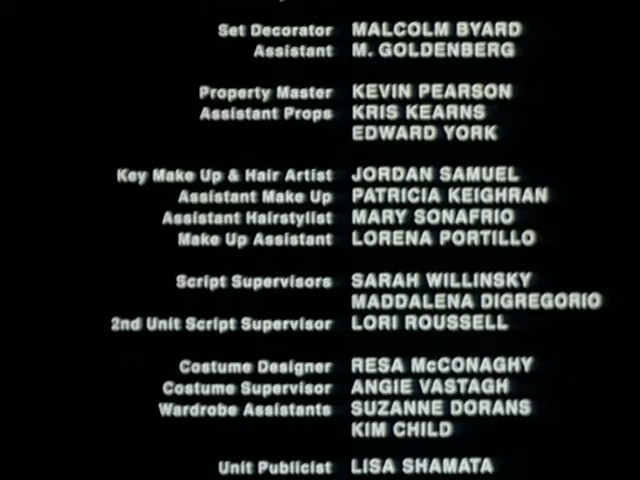 Set Decorator MALCOLM BYARD
Assistant M. GOLDENBERG
Property Master KEVIN PEARSON
Assistant Props KRIS KEARNS
EDWARD YORK
Key Make Up & Hair Artist JORDAN SAMUEL
Assistant Make Up PATRICIA KEIGHRAN
Assistant Hairstylist MARY SONAFRIO
Make Up Assistant LORENA PORTILLO
Script Supervisors SARAH WILLINSKY
MADDALENA DIGREGORIO
2nd Unit Script Supervisor LORI ROUSSELL
Costume Designer RESA McCONAGHY
Costume Supervisor ANGIE VASTAGH
Wardrobe Assistants SUZANNE DORANS
KIM CHILD
Unit Publicist LISA SHAMATA